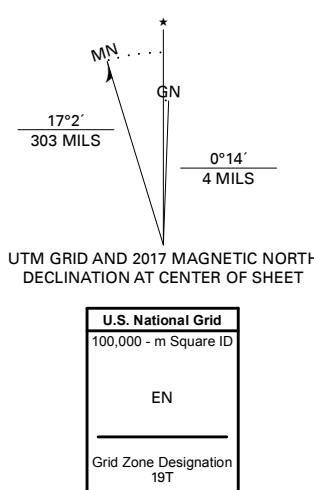 ★
MN
GN
17°2´
303 MILS
0°14´
4 MILS
UTM GRID AND 2017 MAGNETIC NORTH
DECLINATION AT CENTER OF SHEET
U.S. National Grid
100,000 - m Square ID
EN
Grid Zone Designation
19T